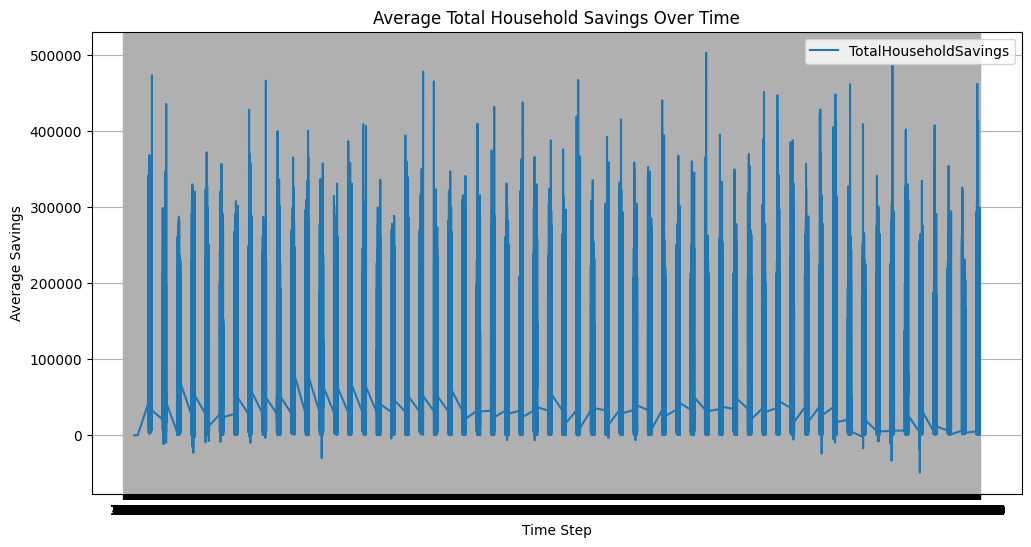 Average Total Household Savings Over Time
TotalHouseholdSavings
500000
400000
300000
200000
100000
0
Average Savings
Time Step